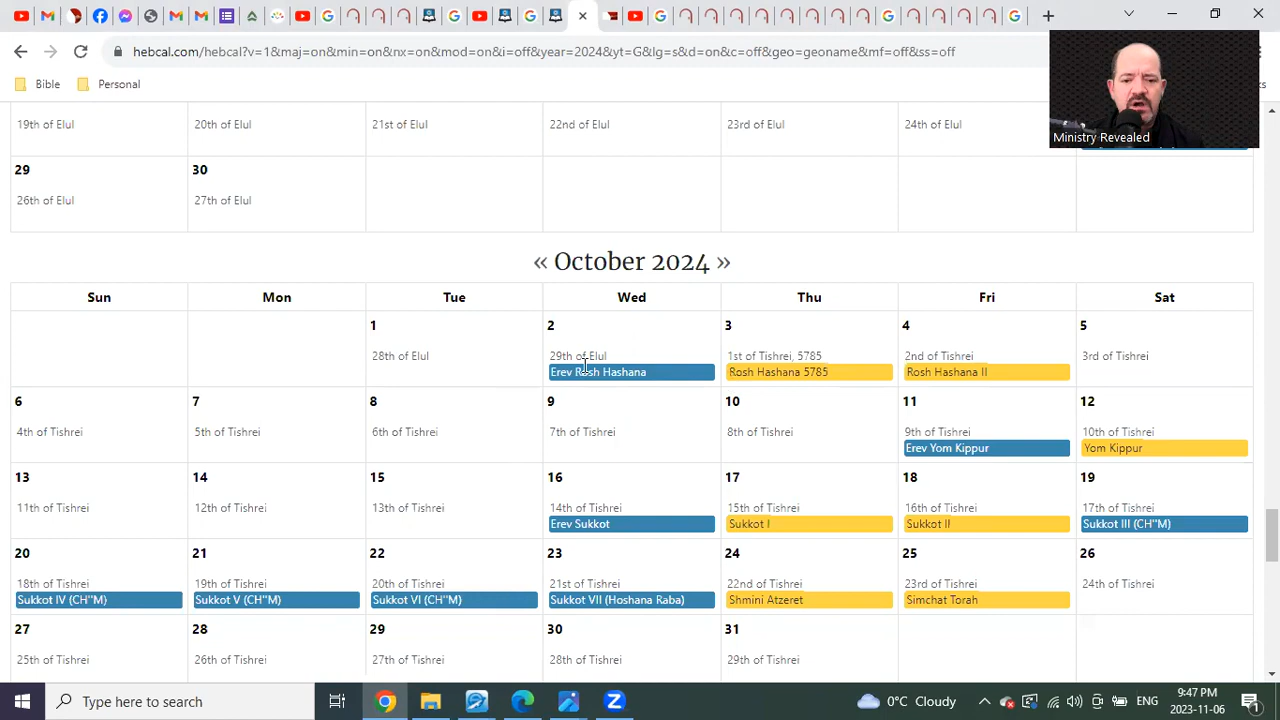 hebcal.com/hebcal?v=1&maj=on&min=on&nx=on&mod=on&i=off&year=2024&yt=G&lg=s&d=on&c=off&geo=geoname&mf=off&ss=off
Bible Personal
Ministry Revealed
19th of Elul 20th of Elul 21st of Elul 22nd of Elul 23rd of Elul 24th of Elul
29 30
26th of Elul 27th of Elul
« October 2024 »
Sun Mon Tue Wed Thu Fri Sat
1 2 3 4 5
28th of Elul 29th of Elul 1st of Tishrei, 5785 2nd of Tishrei 3rd of Tishrei
Erev Rosh Hashana Rosh Hashana 5785 Rosh Hashana II
6 7 8 9 10 11 12
4th of Tishrei 5th of Tishrei 6th of Tishrei 7th of Tishrei 8th of Tishrei 9th of Tishrei 10th of Tishrei
Erev Yom Kippur Yom Kippur
13 14 15 16 17 18 19
11th of Tishrei 12th of Tishrei 13th of Tishrei 14th of Tishrei 15th of Tishrei 16th of Tishrei 17th of Tishrei
Erev Sukkot Sukkot I Sukkot II Sukkot III (CH''M)
20 21 22 23 24 25 26
18th of Tishrei 19th of Tishrei 20th of Tishrei 21st of Tishrei 22nd of Tishrei 23rd of Tishrei 24th of Tishrei
Sukkot IV (CH''M) Sukkot V (CH''M) Sukkot VI (CH''M) Sukkot VII (Hoshana Raba) Shmini Atzeret Simchat Torah
27 28 29 30 31
25th of Tishrei 26th of Tishrei 27th of Tishrei 28th of Tishrei 29th of Tishrei
Type here to search
0°C Cloudy
ENG
9:47 PM
2023-11-06
1